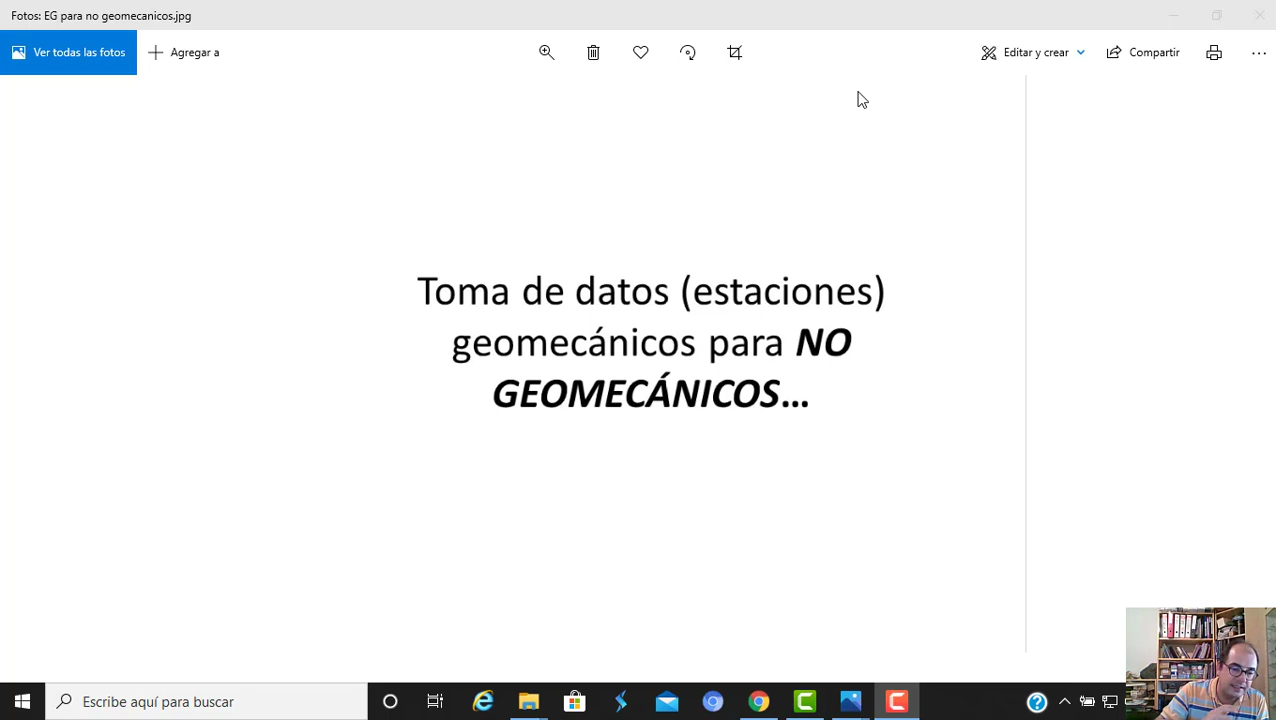 Fotos: EG para no geomecanicos.jpg
Ver todas las fotos
Agregar a
Editar y crear
Compartir
Toma de datos (estaciones)
geomecánicos para NO
GEOMECÁNICOS...
Escribe aquí para buscar